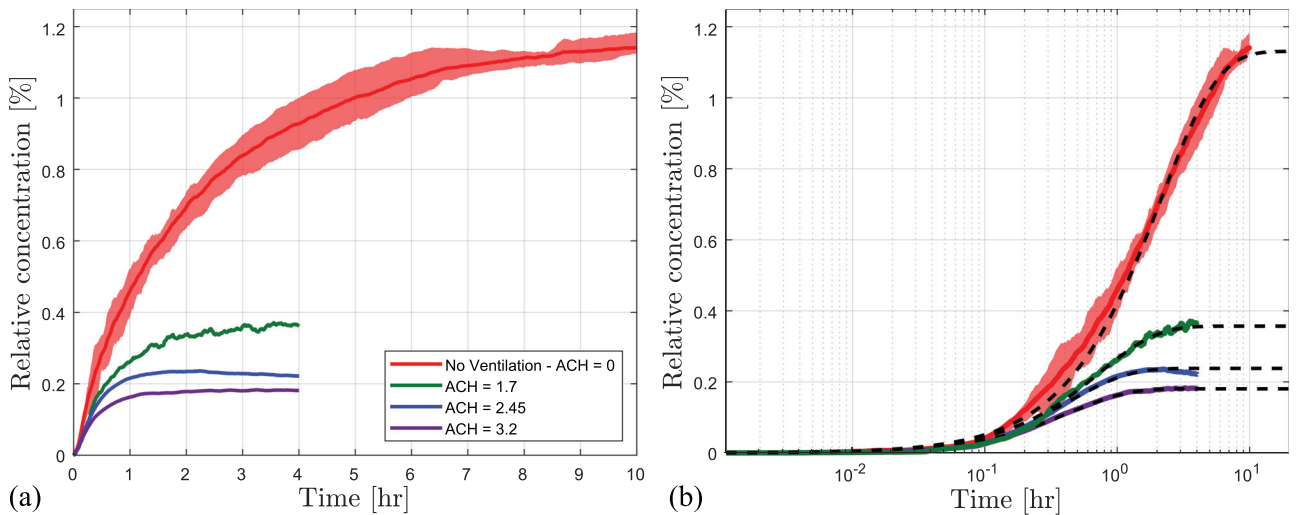 1.2
1
0.8
0.6
0.4
0.2
0
Relative concentration [%]
0 1 2 3 4 5 6 7 8 9 10
Time [hr]
No Ventilation - ACH = 0
ACH = 1.7
ACH = 2.45
ACH = 3.2
(a)
1.2
1
0.8
0.6
0.4
0.2
0
Relative concentration [%]
10^-2 10^-1 10^0 10^1
Time [hr]
(b)